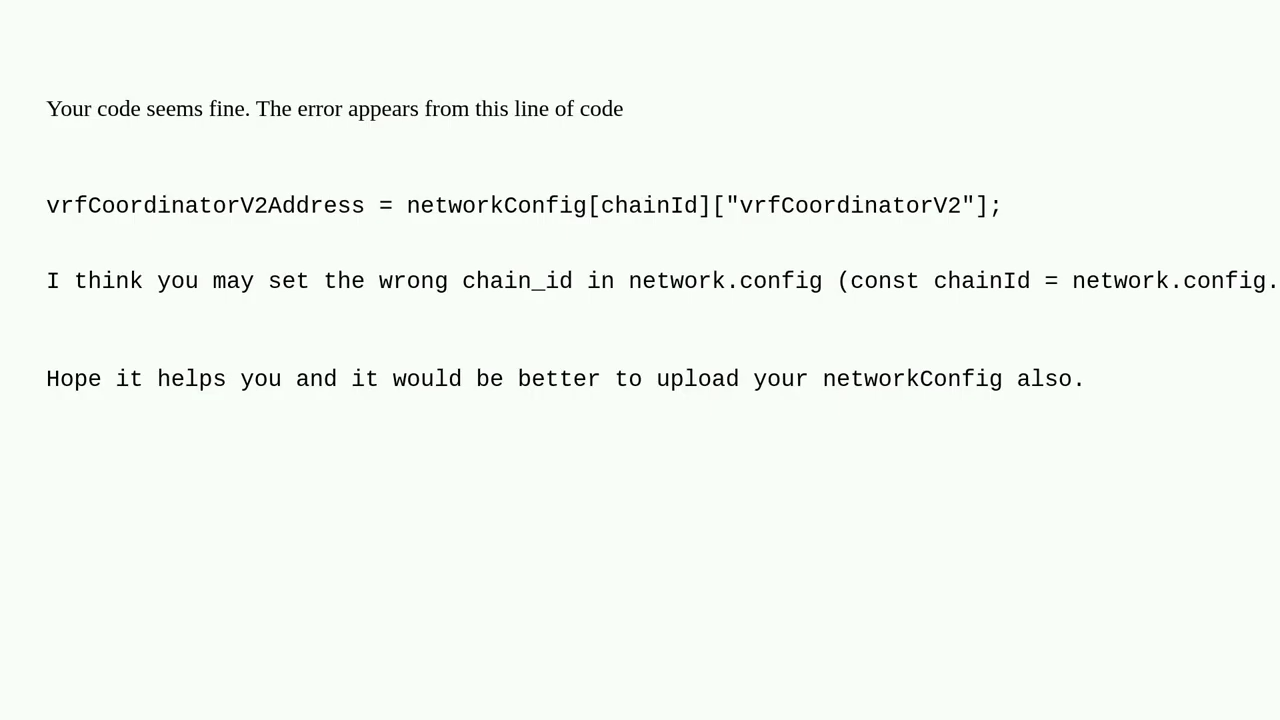 Your code seems fine. The error appears from this line of code
vrfCoordinatorV2Address = networkConfig[chainId]["vrfCoordinatorV2"];
I think you may set the wrong chain_id in network.config (const chainId = network.config.
Hope it helps you and it would be better to upload your networkConfig also.